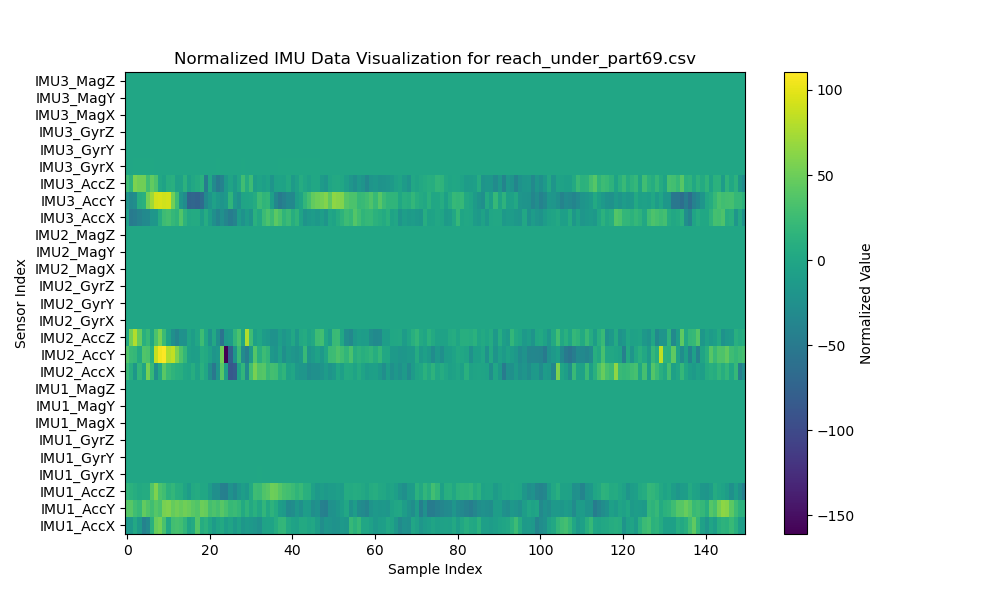 Normalized IMU Data Visualization for reach_under_part69.csv
IMU3_MagZ
IMU3_MagY
IMU3_MagX
IMU3_GyrZ
IMU3_GyrY
IMU3_GyrX
IMU3_AccZ
IMU3_AccY
IMU3_AccX
IMU2_MagZ
IMU2_MagY
IMU2_MagX
IMU2_GyrZ
IMU2_GyrY
IMU2_GyrX
IMU2_AccZ
IMU2_AccY
IMU2_AccX
IMU1_MagZ
IMU1_MagY
IMU1_MagX
IMU1_GyrZ
IMU1_GyrY
IMU1_GyrX
IMU1_AccZ
IMU1_AccY
IMU1_AccX
Sensor Index
0 20 40 60 80 100 120 140
Sample Index
100
50
0
−50
−100
−150
Normalized Value